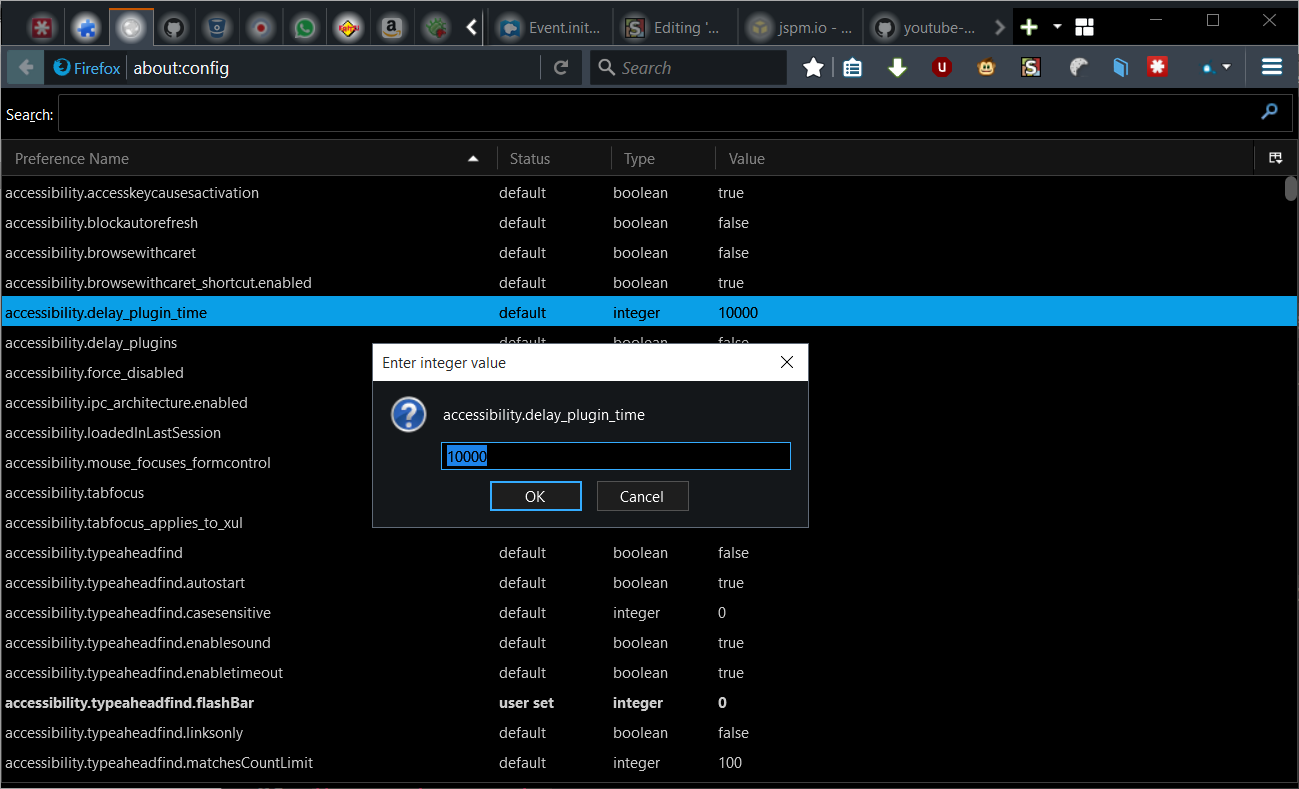 Event.init...
Editing '...
jspm.io - ...
youtube-...
Firefox
about:config
Search
Search:
Preference Name Status Type Value
accessibility.accesskeycausesactivation default boolean true
accessibility.blockautorefresh default boolean false
accessibility.browsewithcaret default boolean false
accessibility.browsewithcaret_shortcut.enabled default boolean true
accessibility.delay_plugin_time default integer 10000
accessibility.delay_plugins default boolean false
accessibility.force_disabled
accessibility.ipc_architecture.enabled
accessibility.loadedInLastSession
accessibility.mouse_focuses_formcontrol
accessibility.tabfocus
accessibility.tabfocus_applies_to_xul
Enter integer value
accessibility.delay_plugin_time
10000
OK Cancel
accessibility.typeaheadfind default boolean false
accessibility.typeaheadfind.autostart default boolean true
accessibility.typeaheadfind.casesensitive default integer 0
accessibility.typeaheadfind.enablesound default boolean true
accessibility.typeaheadfind.enabletimeout default boolean true
accessibility.typeaheadfind.flashBar user set integer 0
accessibility.typeaheadfind.linksonly default boolean false
accessibility.typeaheadfind.matchesCountLimit default integer 100